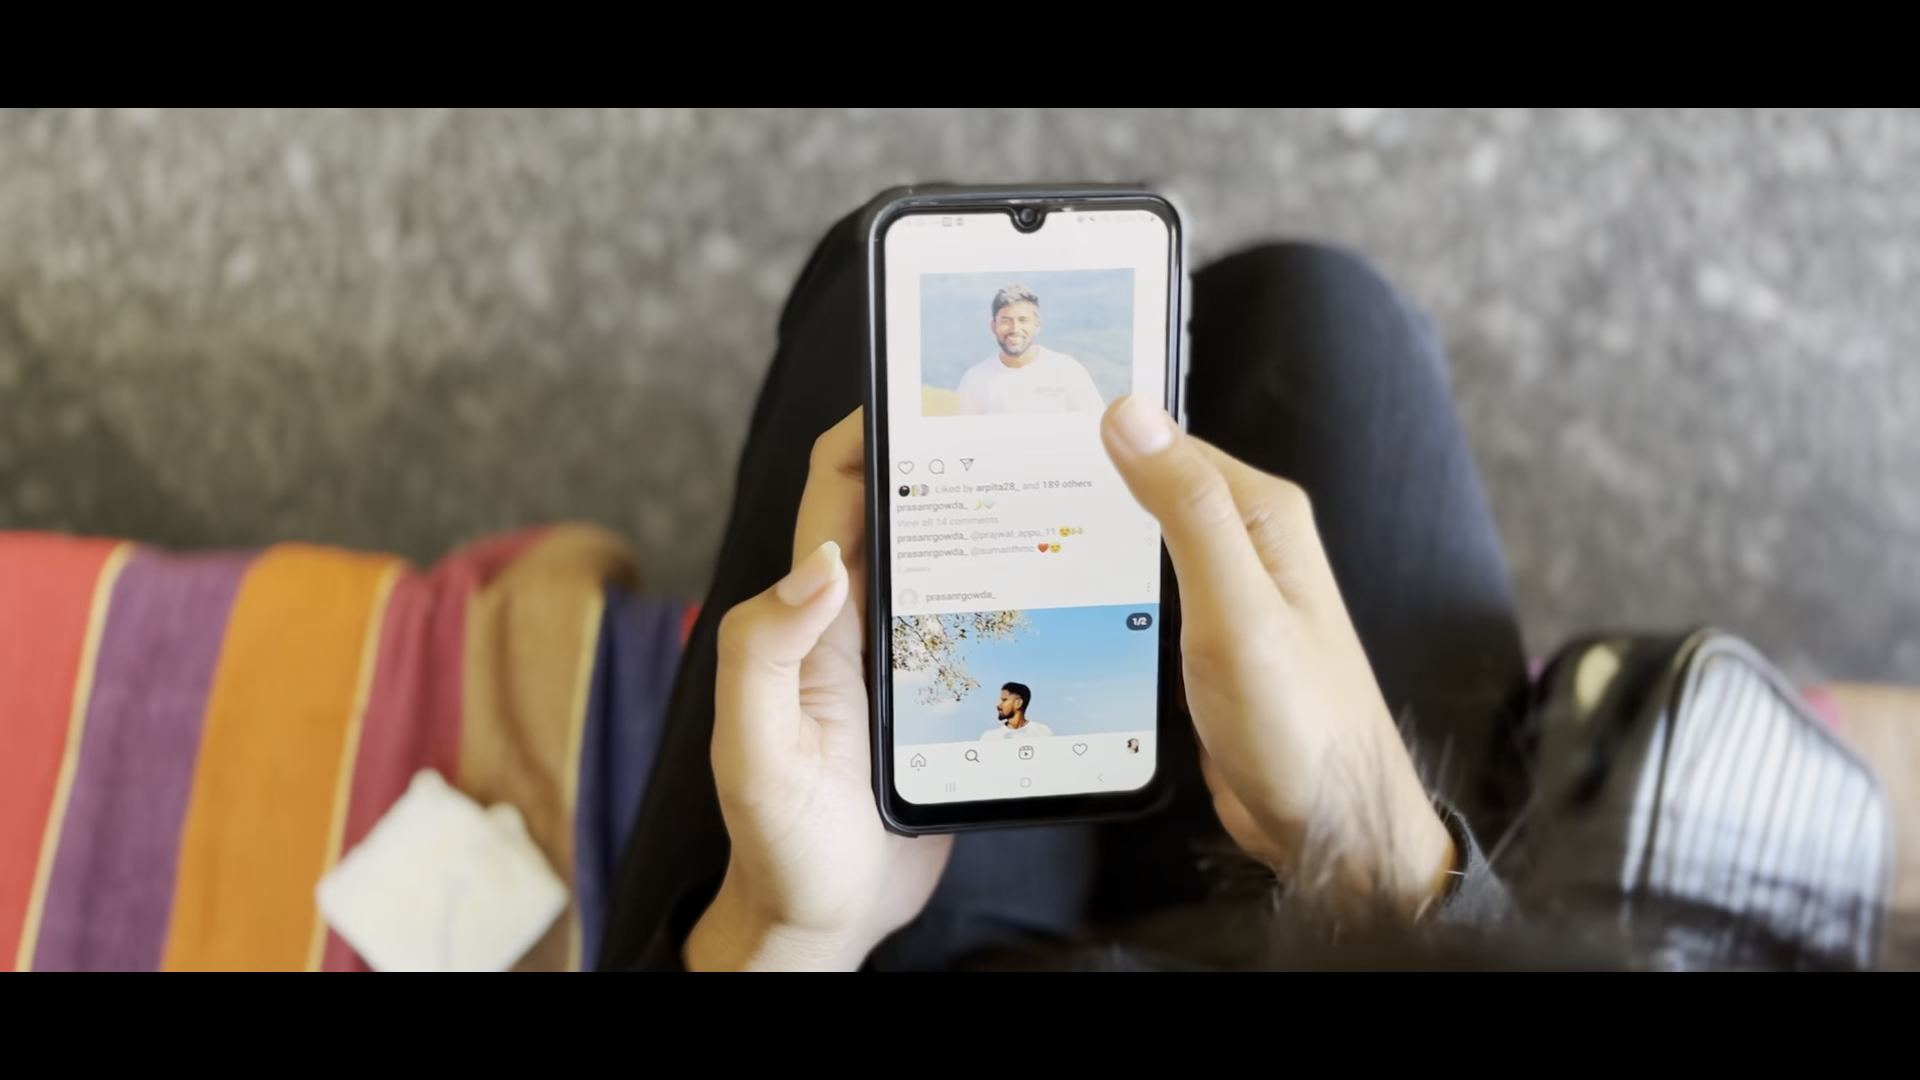 Liked by arpita28_ and 189 others
prasanrgowda_ 🌙🤍
View all 14 comments
prasanrgowda_ @prajwal_appu_11 😍🙌
prasanrgowda_ @sumanthmc ❤️😍
prasanrgowda_
1/2